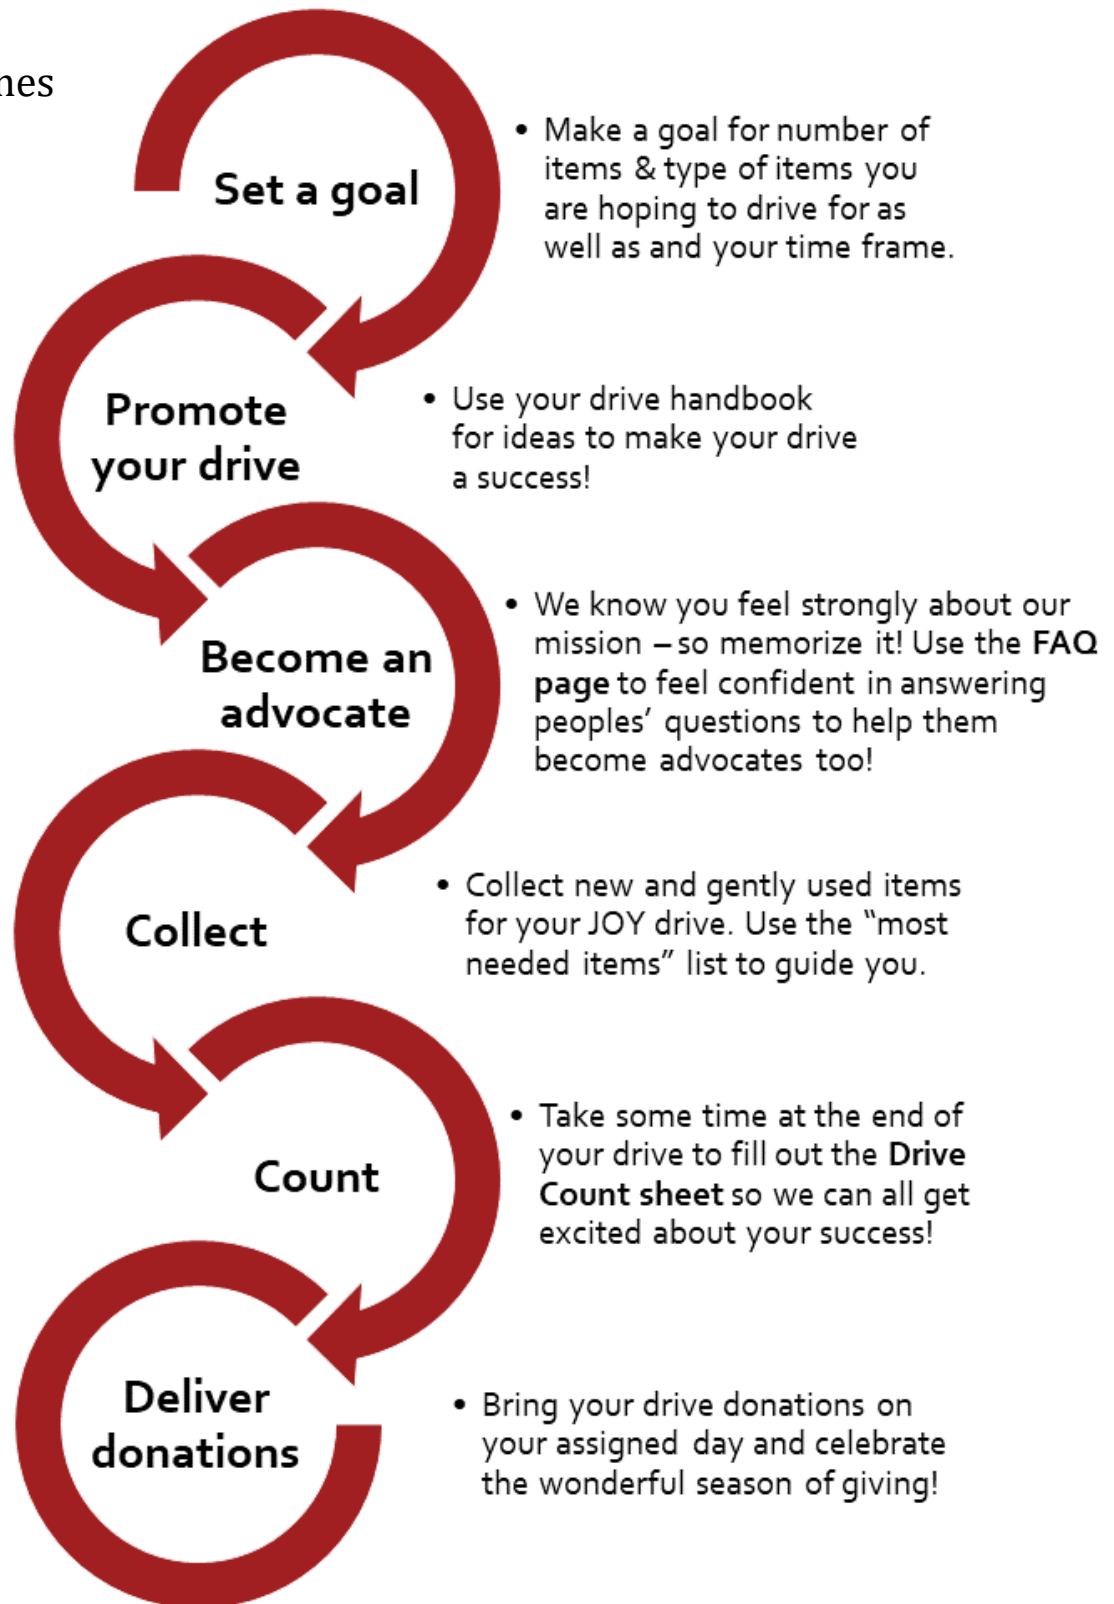 Set a goal
• Make a goal for number of
items & type of items you
are hoping to drive for as
well as and your time frame.
Promote
your drive
• Use your drive handbook
for ideas to make your drive
a success!
Become an
advocate
• We know you feel strongly about our
mission – so memorize it! Use the FAQ
page to feel confident in answering
peoples’ questions to help them
become advocates too!
Collect
• Collect new and gently used items
for your JOY drive. Use the “most
needed items” list to guide you.
Count
• Take some time at the end of
your drive to fill out the Drive
Count sheet so we can all get
excited about your success!
Deliver
donations
• Bring your drive donations on
your assigned day and celebrate
the wonderful season of giving!